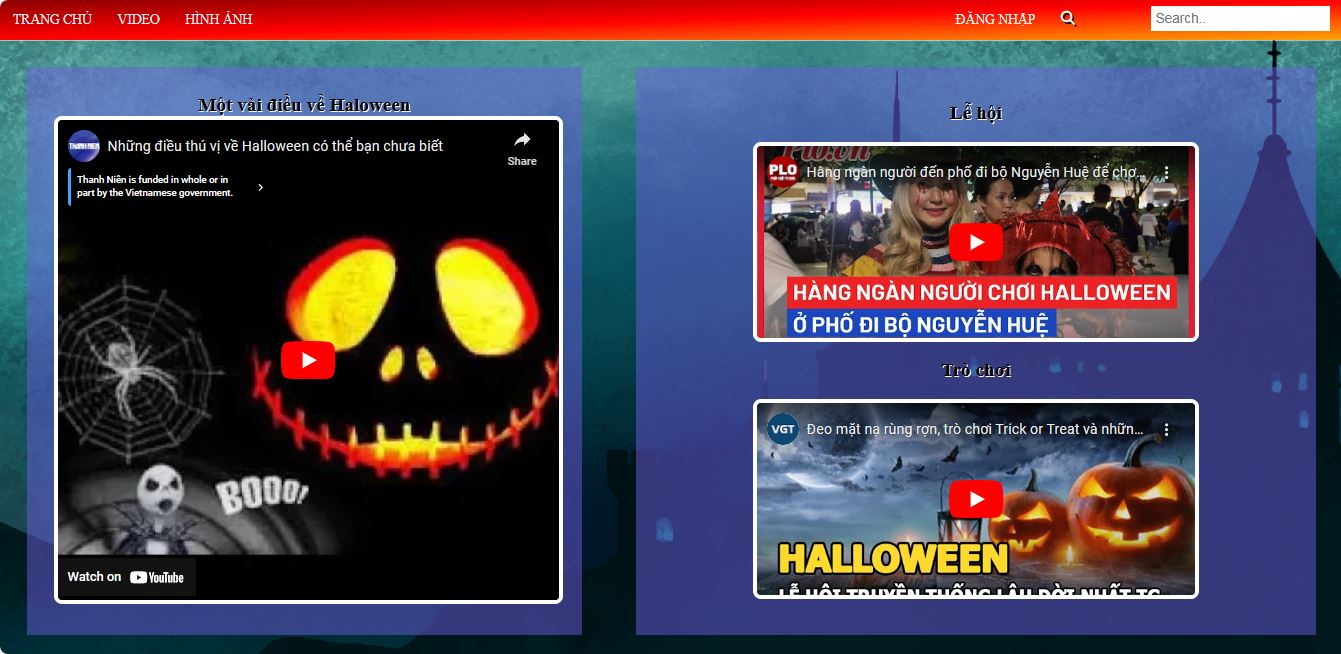 TRANG CHỦ VIDEO HÌNH ẢNH ĐĂNG NHẬP Search..
Một vài điều về Haloween
THANH NIÊN Những điều thú vị về Halloween có thể bạn chưa biết
Share
Thanh Niên is funded in whole or in
part by the Vietnamese government.
BOOO!
Watch on YouTube
Lễ hội
PLO.vn
PLO Hàng ngàn người đến phố đi bộ Nguyễn Huệ để chơ...
HÀNG NGÀN NGƯỜI CHƠI HALLOWEEN
Ở PHỐ ĐI BỘ NGUYỄN HUỆ
Trò chơi
VGT Đeo mặt nạ rùng rợn, trò chơi Trick or Treat và nhữn...
HALLOWEEN
LỄ HỘI TRUYỀN THỐNG LÂU ĐỜI NHẤT TG